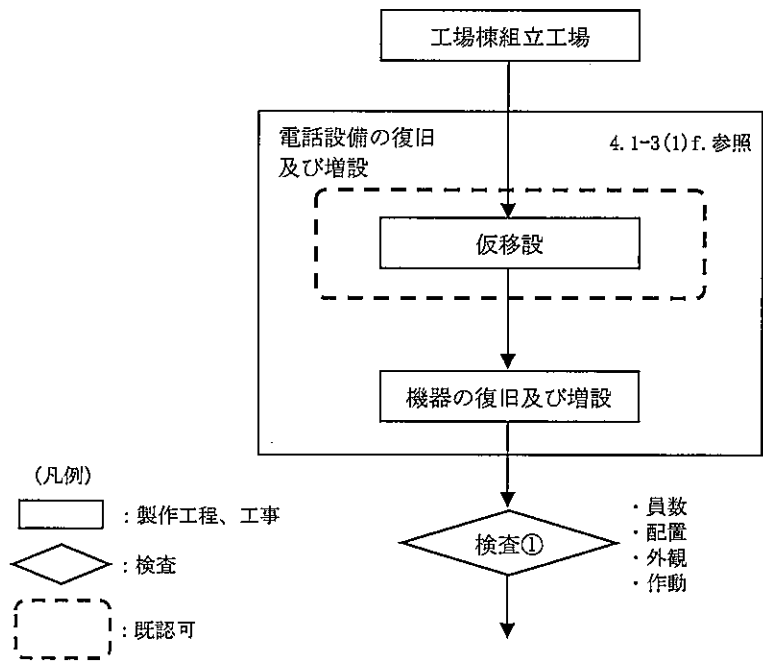 工場棟組立工場
電話設備の復旧
及び増設
4.1-3(1)f.参照
仮移設
機器の復旧及び増設
検査①
・員数
・配置
・外観
・作動
(凡例)
：製作工程、工事
：検査
：既認可